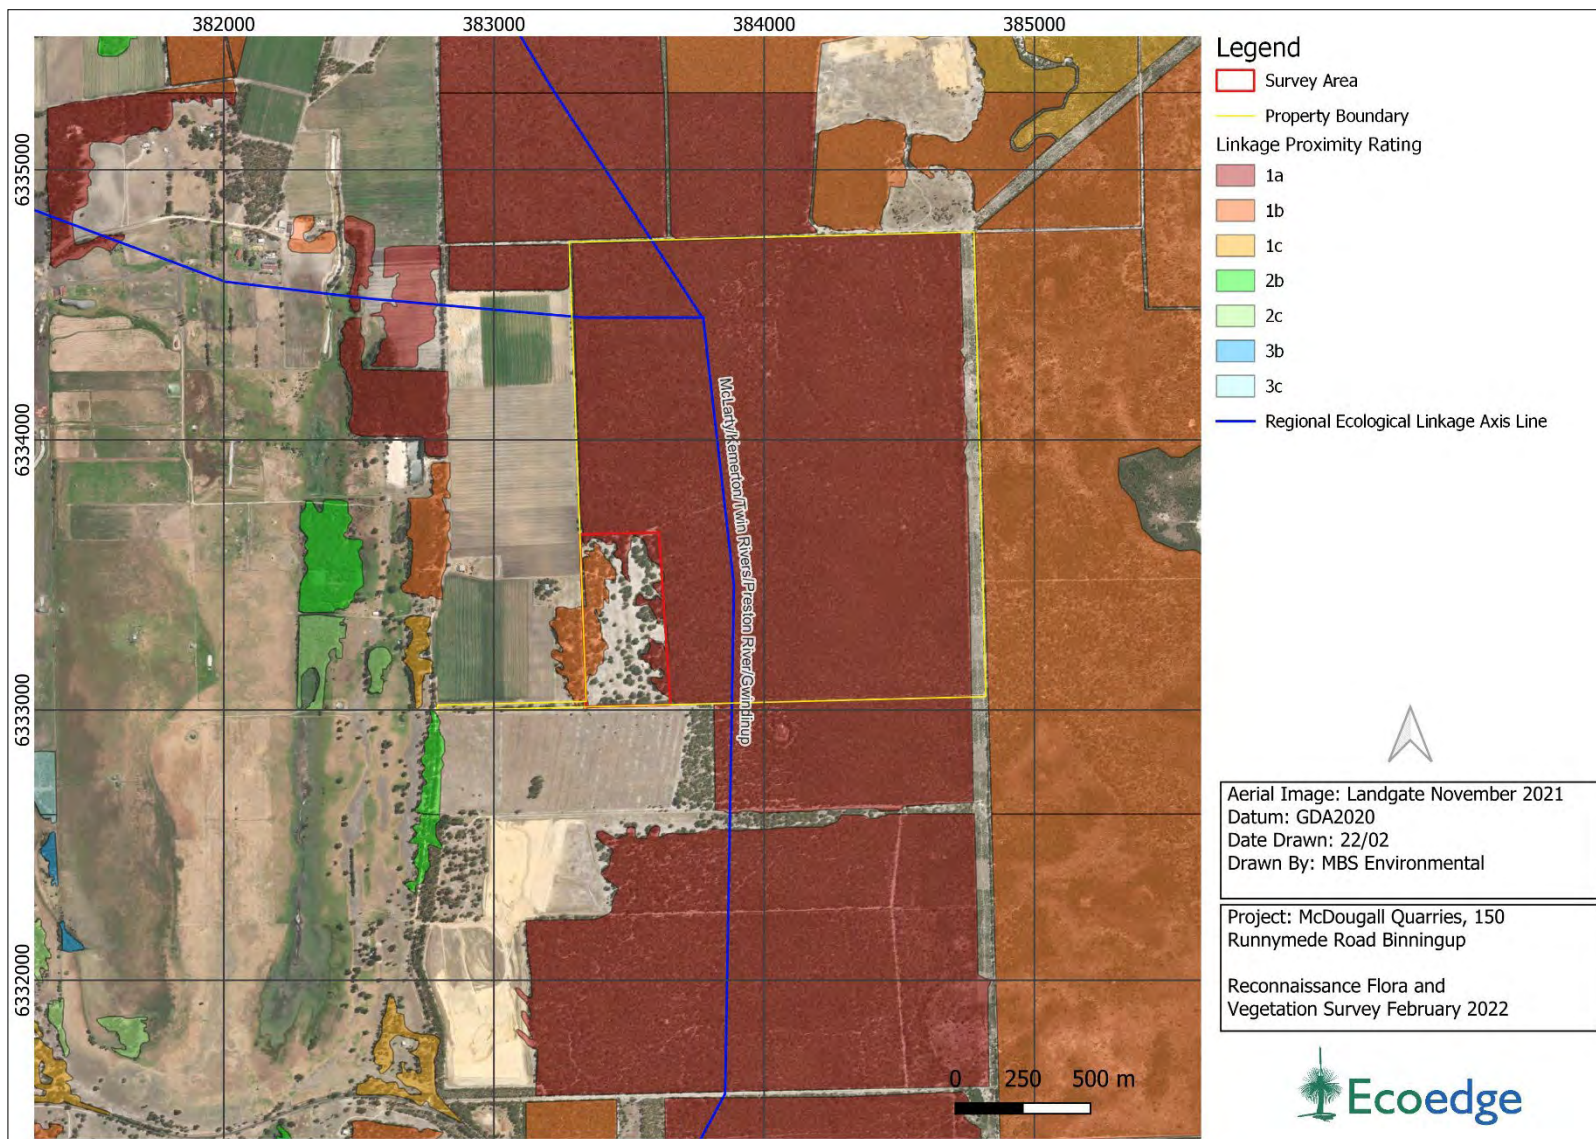 382000
383000
384000
385000
6335000
6334000
6333000
6332000
McLarty/Kemerton/Twin Rivers/Preston River/Gwindinup
0 250 500 m
Legend
Survey Area
Property Boundary
Linkage Proximity Rating
1a
1b
1c
2b
2c
3b
3c
Regional Ecological Linkage Axis Line
Aerial Image: Landgate November 2021
Datum: GDA2020
Date Drawn: 22/02
Drawn By: MBS Environmental
Project: McDougall Quarries, 150
Runnymede Road Binningup
Reconnaissance Flora and
Vegetation Survey February 2022
Ecoedge